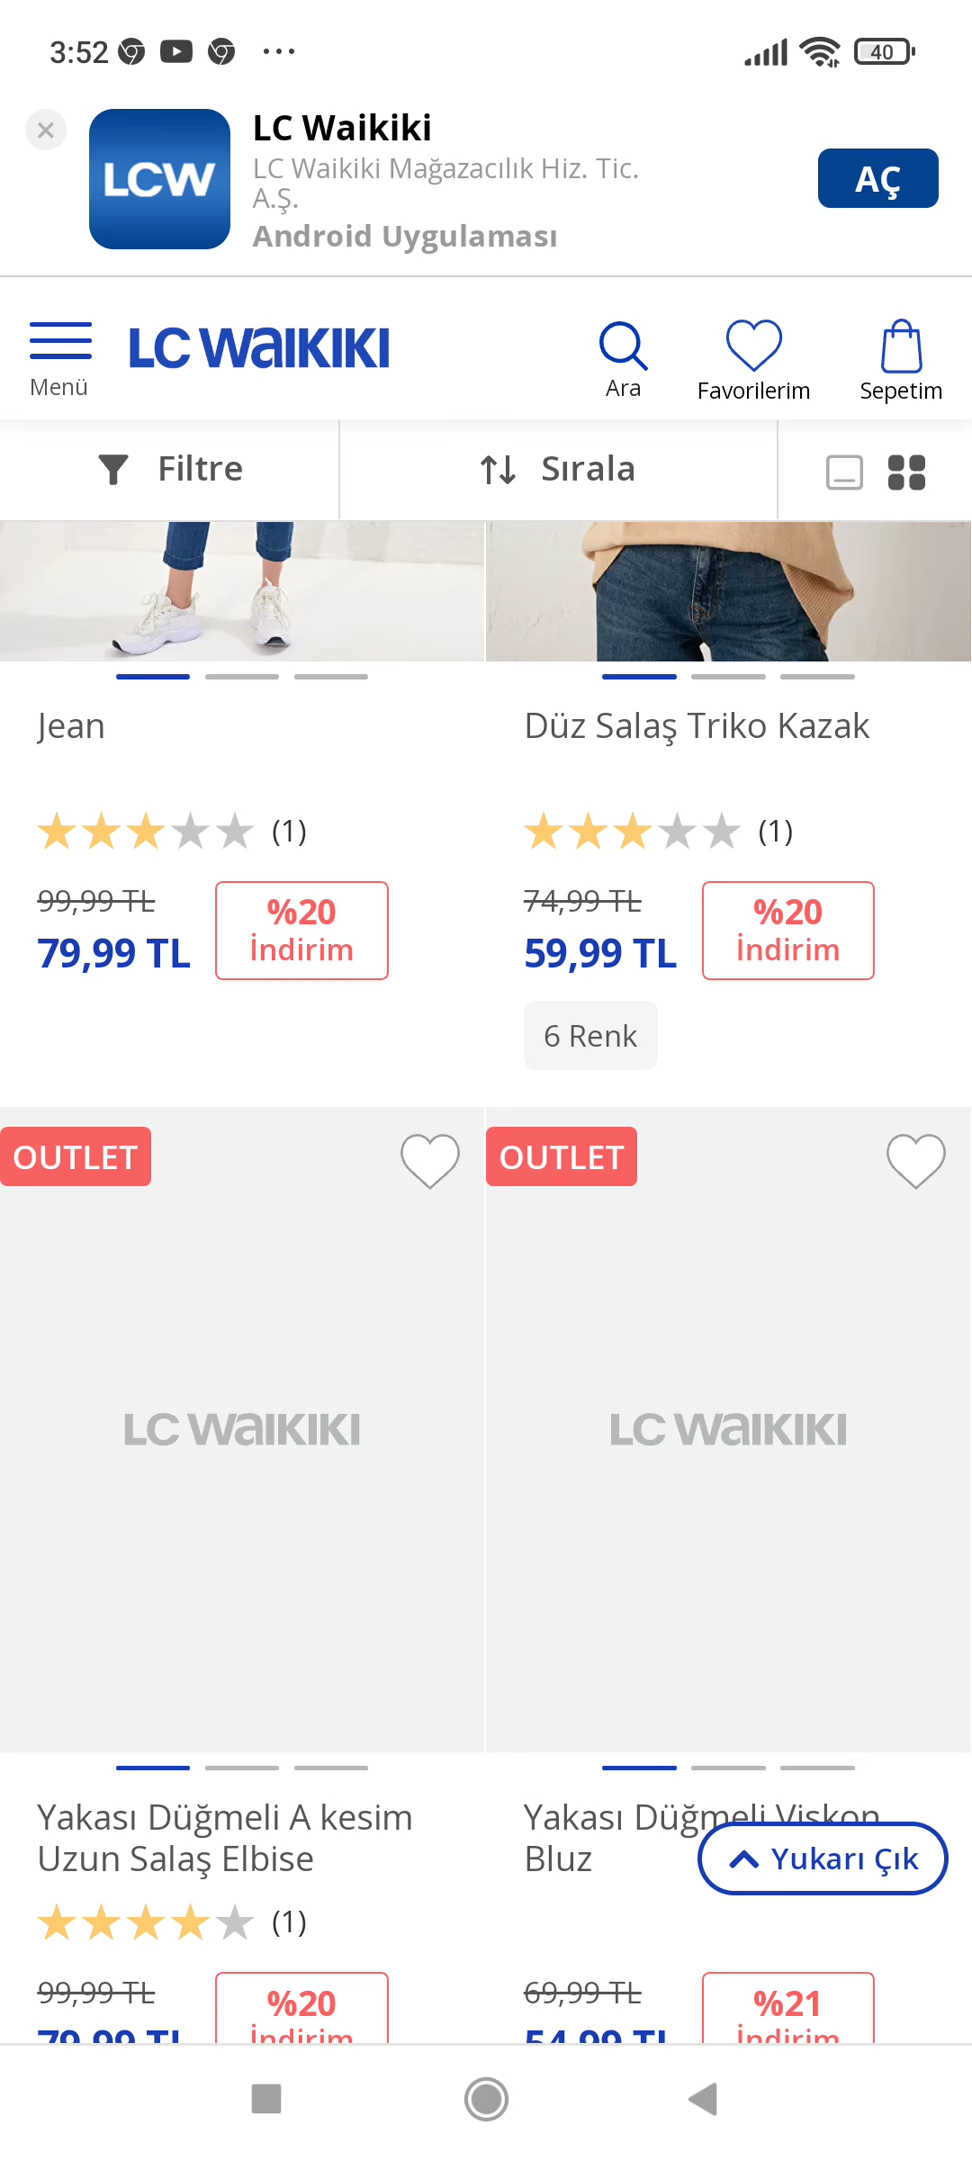 3:52
40
LC Waikiki
LCW
LC Waikiki Mağazacılık Hiz. Tic.
A.Ş.
Android Uygulaması
AÇ
LC WAIKIKI
Menü
Ara
Favorilerim
Sepetim
Filtre
Sırala
Jean
Düz Salaş Triko Kazak
(1)
(1)
99,99 TL
%20
79,99 TL
İndirim
74,99 TL
%20
59,99 TL
İndirim
6 Renk
OUTLET
OUTLET
LC WAIKIKI
LC WAIKIKI
Yakası Düğmeli A kesim
Uzun Salaş Elbise
Yakası Düğmeli Viskon
Bluz
Yukarı Çık
(1)
99,99 TL
%20
79,99 TL
İndirim
69,99 TL
%21
54,99 TL
İndirim